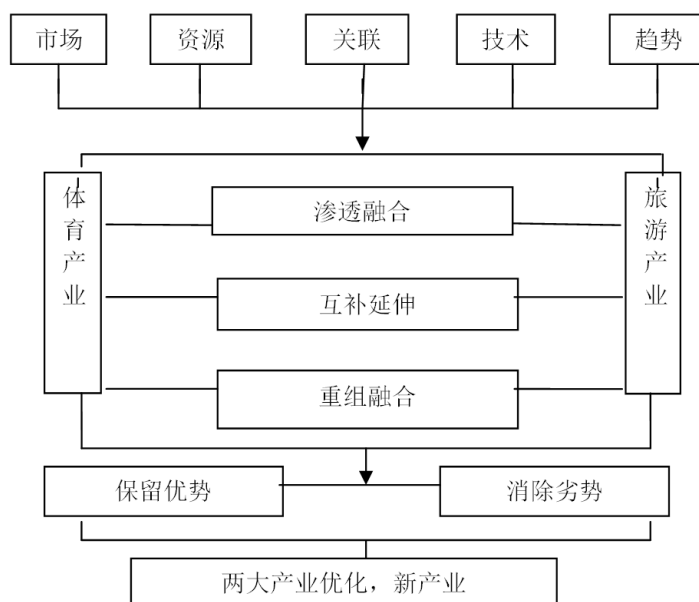 市场 资源 关联 技术 趋势
体育产业
旅游产业
渗透融合
互补延伸
重组融合
保留优势 消除劣势
两大产业优化，新产业